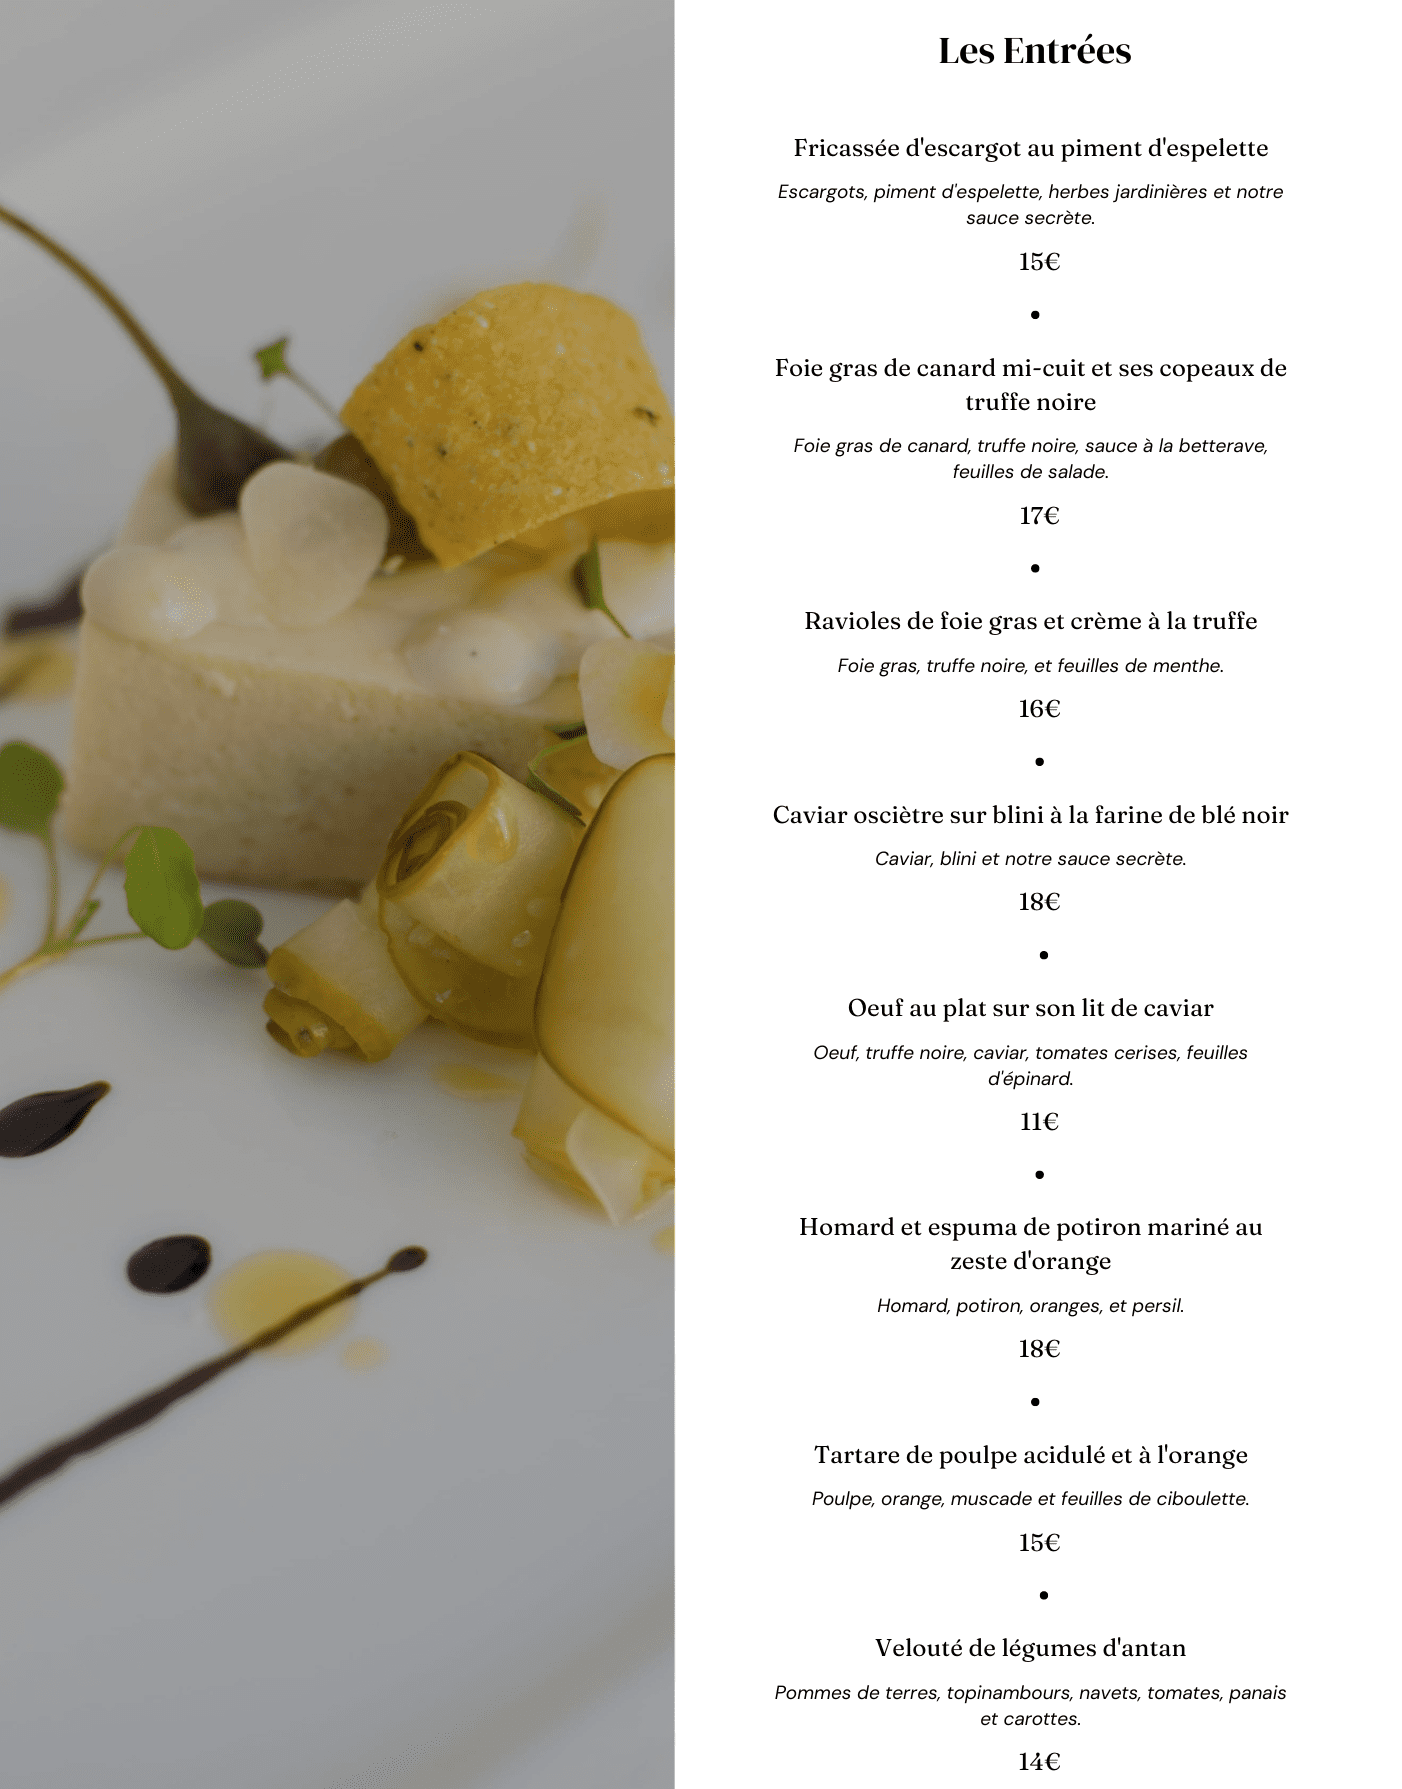 Les Entrées
Fricassée d'escargot au piment d'espelette
Escargots, piment d'espelette, herbes jardinières et notre
sauce secrète.
15€
Foie gras de canard mi-cuit et ses copeaux de
truffe noire
Foie gras de canard, truffe noire, sauce à la betterave,
feuilles de salade.
17€
Ravioles de foie gras et crème à la truffe
Foie gras, truffe noire, et feuilles de menthe.
16€
Caviar osciètre sur blini à la farine de blé noir
Caviar, blini et notre sauce secrète.
18€
Oeuf au plat sur son lit de caviar
Oeuf, truffe noire, caviar, tomates cerises, feuilles
d'épinard.
11€
Homard et espuma de potiron mariné au
zeste d'orange
Homard, potiron, oranges, et persil.
18€
Tartare de poulpe acidulé et à l'orange
Poulpe, orange, muscade et feuilles de ciboulette.
15€
Velouté de légumes d'antan
Pommes de terres, topinambours, navets, tomates, panais
et carottes.
14€